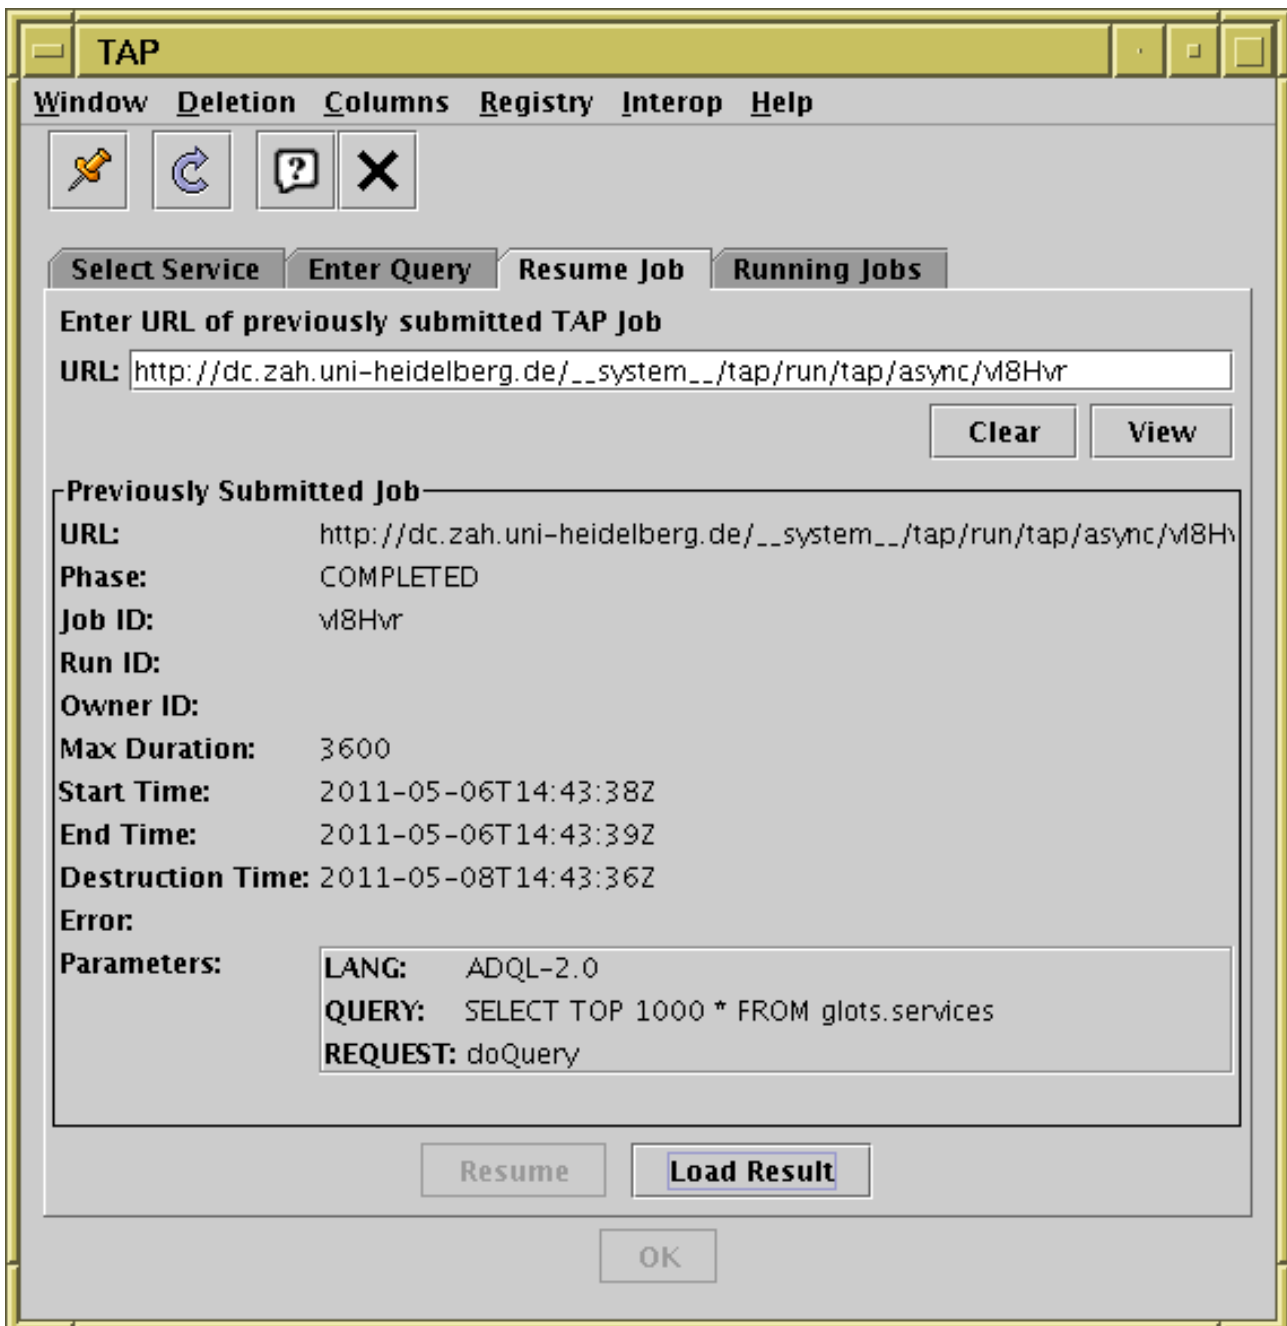 TAP
Window Deletion Columns Registry Interop Help
Select Service Enter Query Resume Job Running Jobs
Enter URL of previously submitted TAP Job
URL: http://dc.zah.uni-heidelberg.de/__system__/tap/run/tap/async/vl8Hvr
Clear View
Previously Submitted Job
URL: http://dc.zah.uni-heidelberg.de/__system__/tap/run/tap/async/vl8Hv
Phase: COMPLETED
Job ID: vl8Hvr
Run ID:
Owner ID:
Max Duration: 3600
Start Time: 2011-05-06T14:43:38Z
End Time: 2011-05-06T14:43:39Z
Destruction Time: 2011-05-08T14:43:36Z
Error:
Parameters: LANG: ADQL-2.0
QUERY: SELECT TOP 1000 * FROM glots.services
REQUEST: doQuery
Resume Load Result
OK